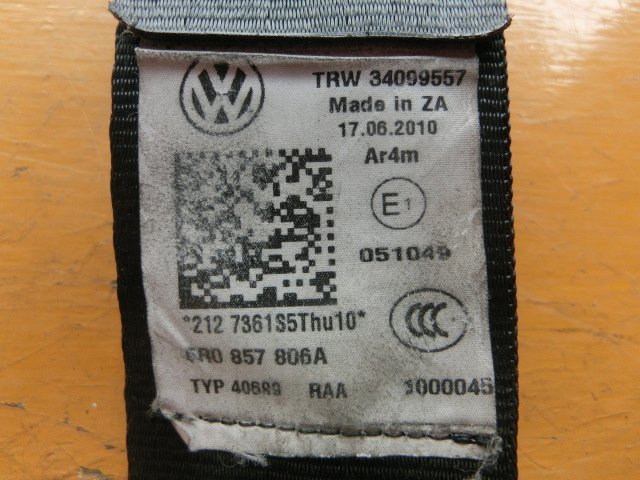 TRW 34099557
Made in ZA
17.06.2010
Ar4m
E1
051049
*212 7361S5Thu10*
6R0 857 806A
TYP 40689 RAA 1000045